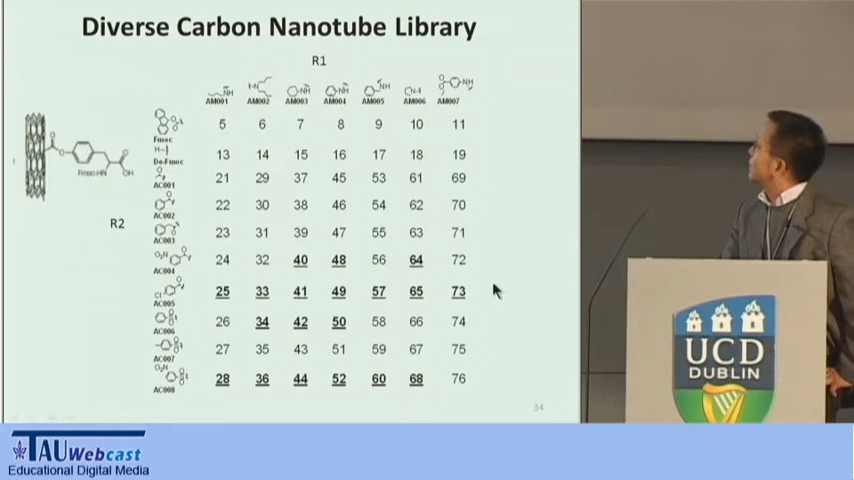 Diverse Carbon Nanotube Library
R1
AM001 AM002 AM003 AM004 AM005 AM006 AM007
5 6 7 8 9 10 11
Fmoc
13 14 15 16 17 18 19
De-Fmoc
21 29 37 45 53 61 69
AC001
22 30 38 46 54 62 70
AC002
R2
23 31 39 47 55 63 71
AC003
24 32 40 48 56 64 72
AC004
25 33 41 49 57 65 73
AC005
26 34 42 50 58 66 74
AC006
27 35 43 51 59 67 75
AC007
28 36 44 52 60 68 76
AC008
Fmoc-HN
OH
34
UCD
DUBLIN
TAU Webcast
Educational Digital Media